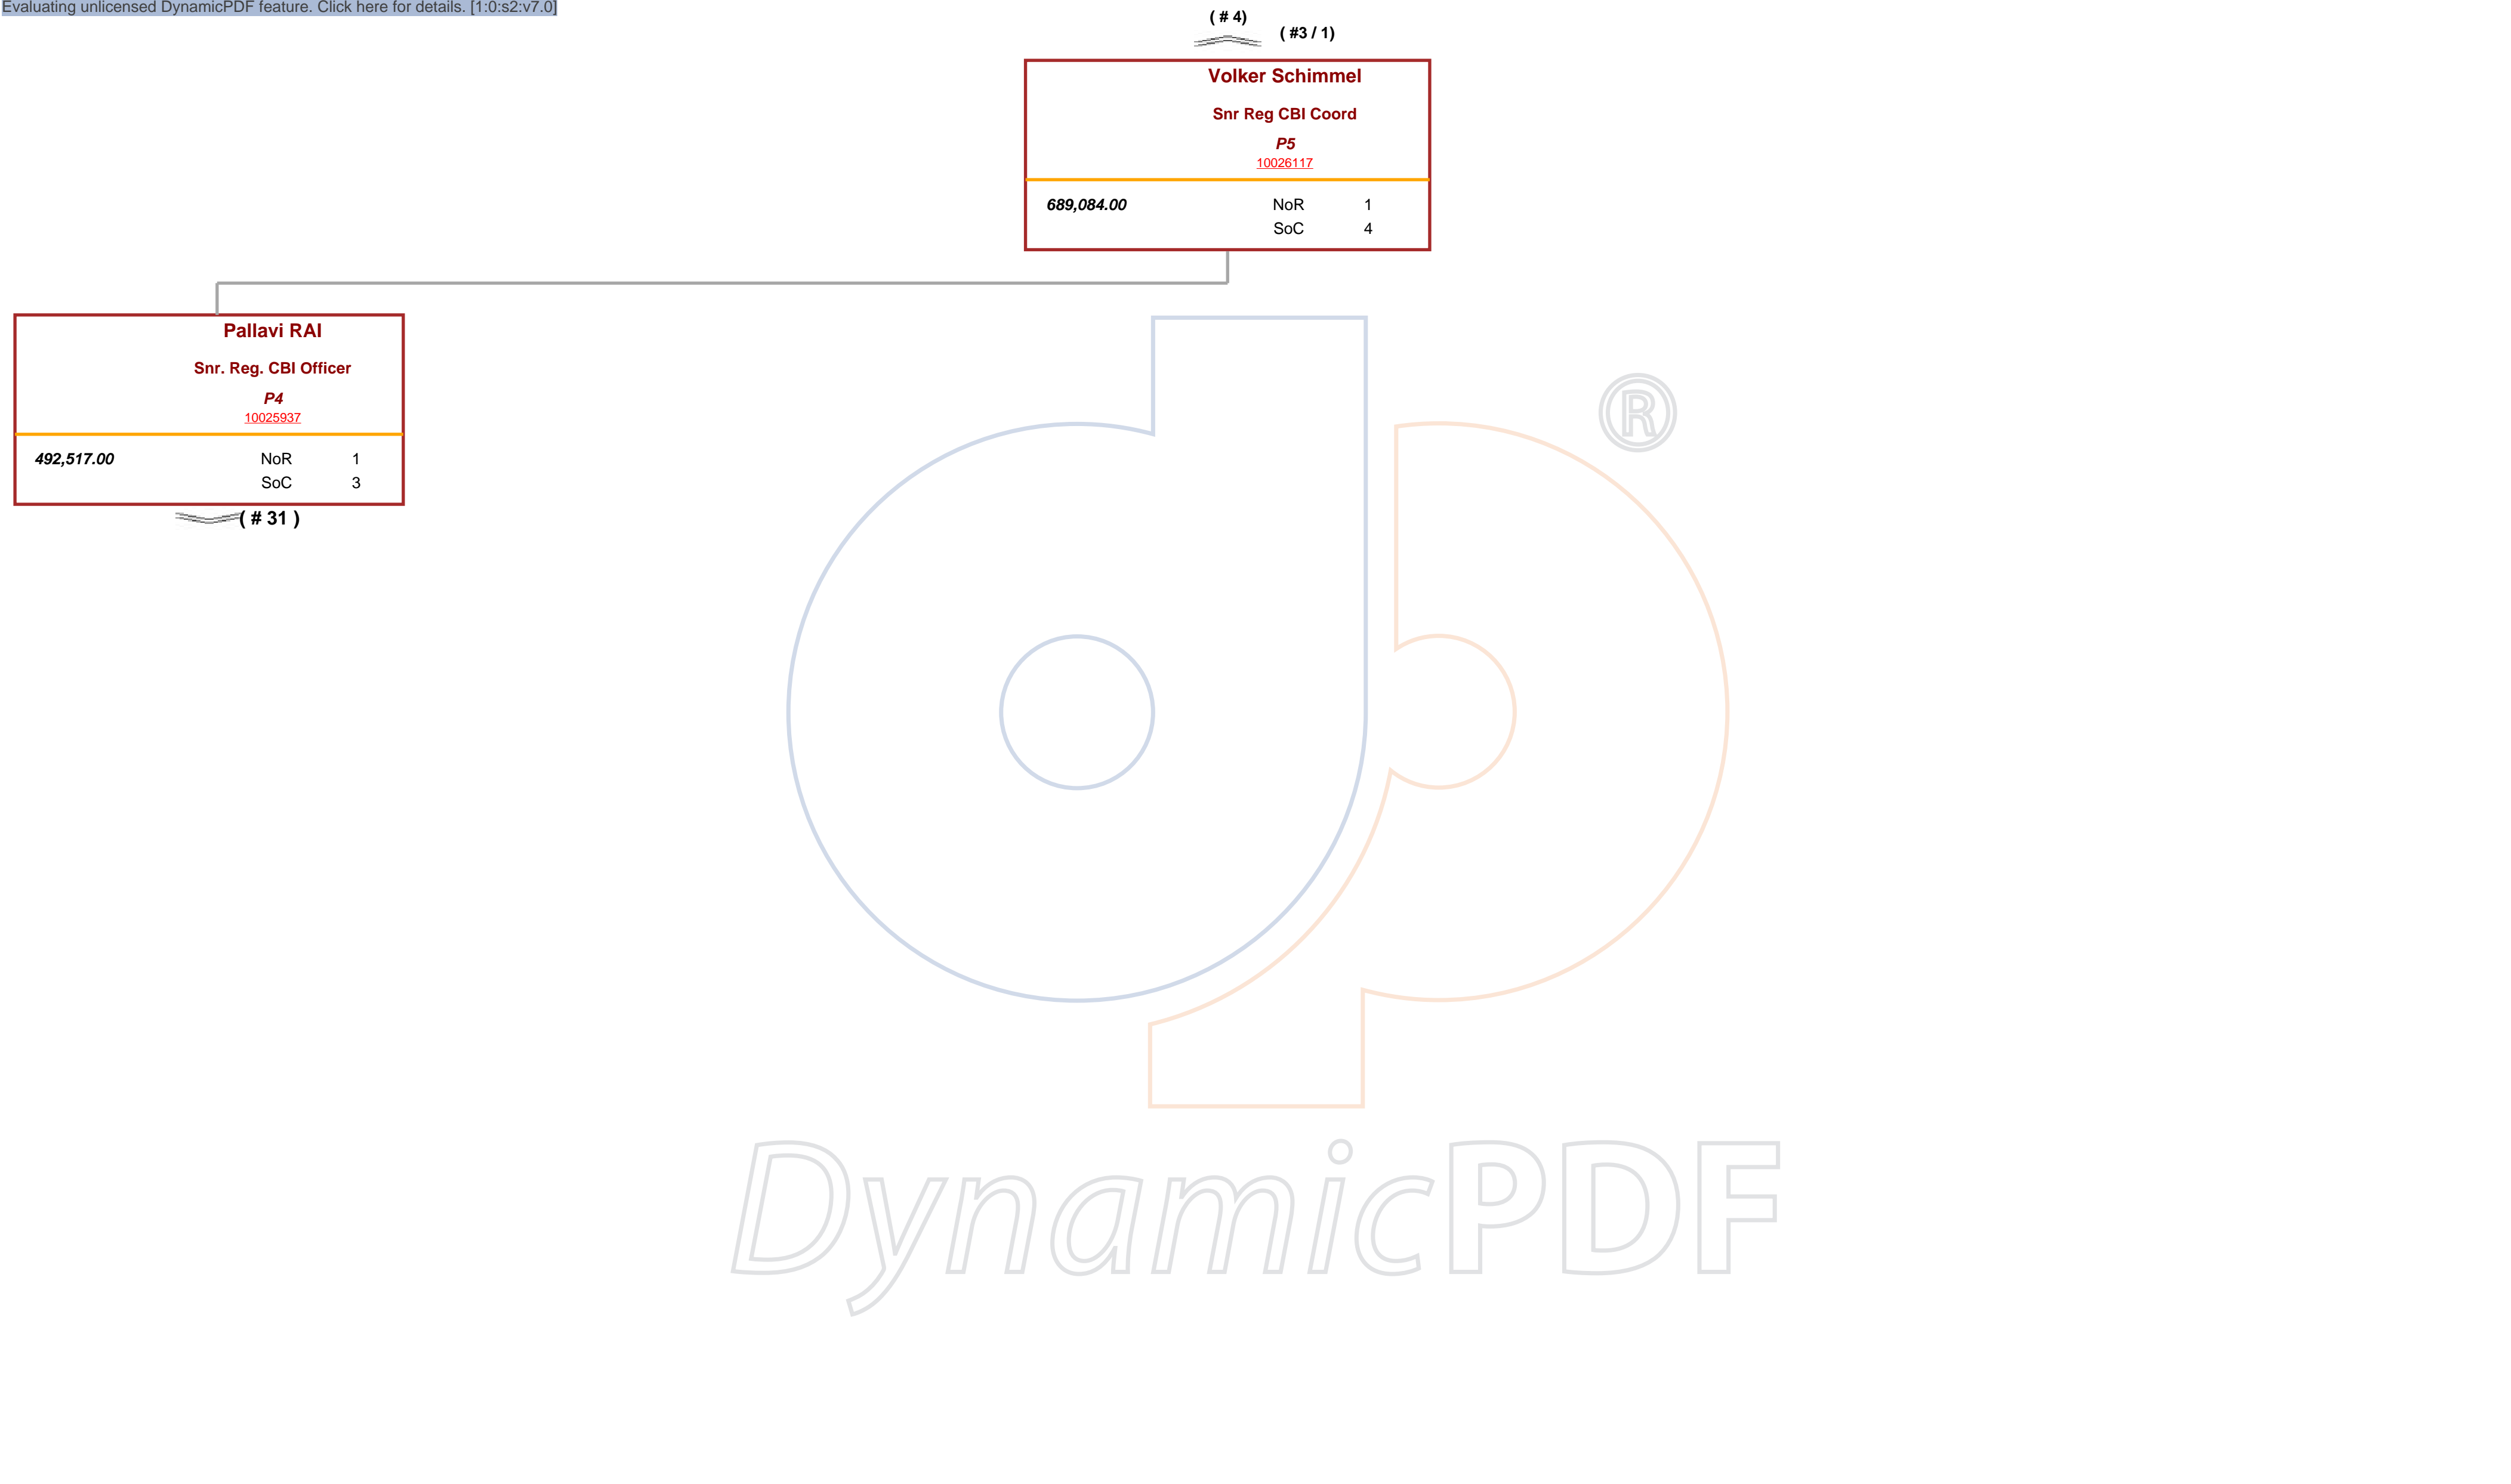 Evaluating unlicensed DynamicPDF feature. Click here for details. [1:0:s2:v7.0]
( # 4)
( #3 / 1)
Volker Schimmel
Snr Reg CBI Coord
P5
10026117
689,084.00 NoR 1
SoC 4
Pallavi RAI
Snr. Reg. CBI Officer
P4
10025937
492,517.00 NoR 1
SoC 3
( # 31 )
®
DynamicPDF